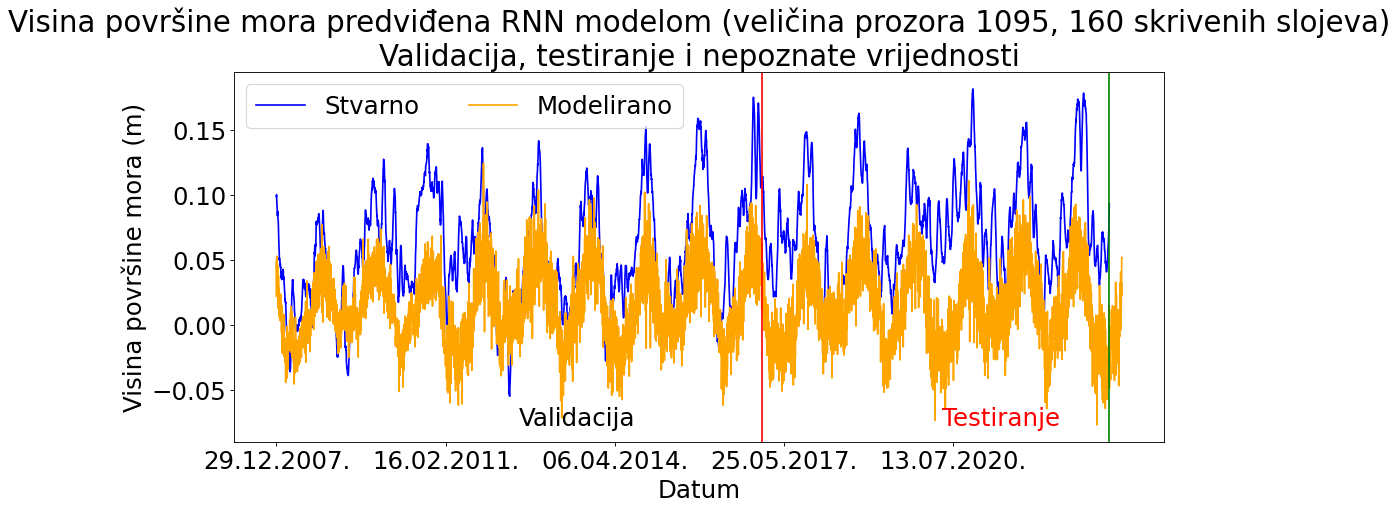 Visina površine mora predviđena RNN modelom (veličina prozora 1095, 160 skrivenih slojeva)
Validacija, testiranje i nepoznate vrijednosti
Stvarno
Modelirano
Visina površine mora (m)
0.15
0.10
0.05
0.00
−0.05
Validacija
Testiranje
29.12.2007.
16.02.2011.
06.04.2014.
25.05.2017.
13.07.2020.
Datum